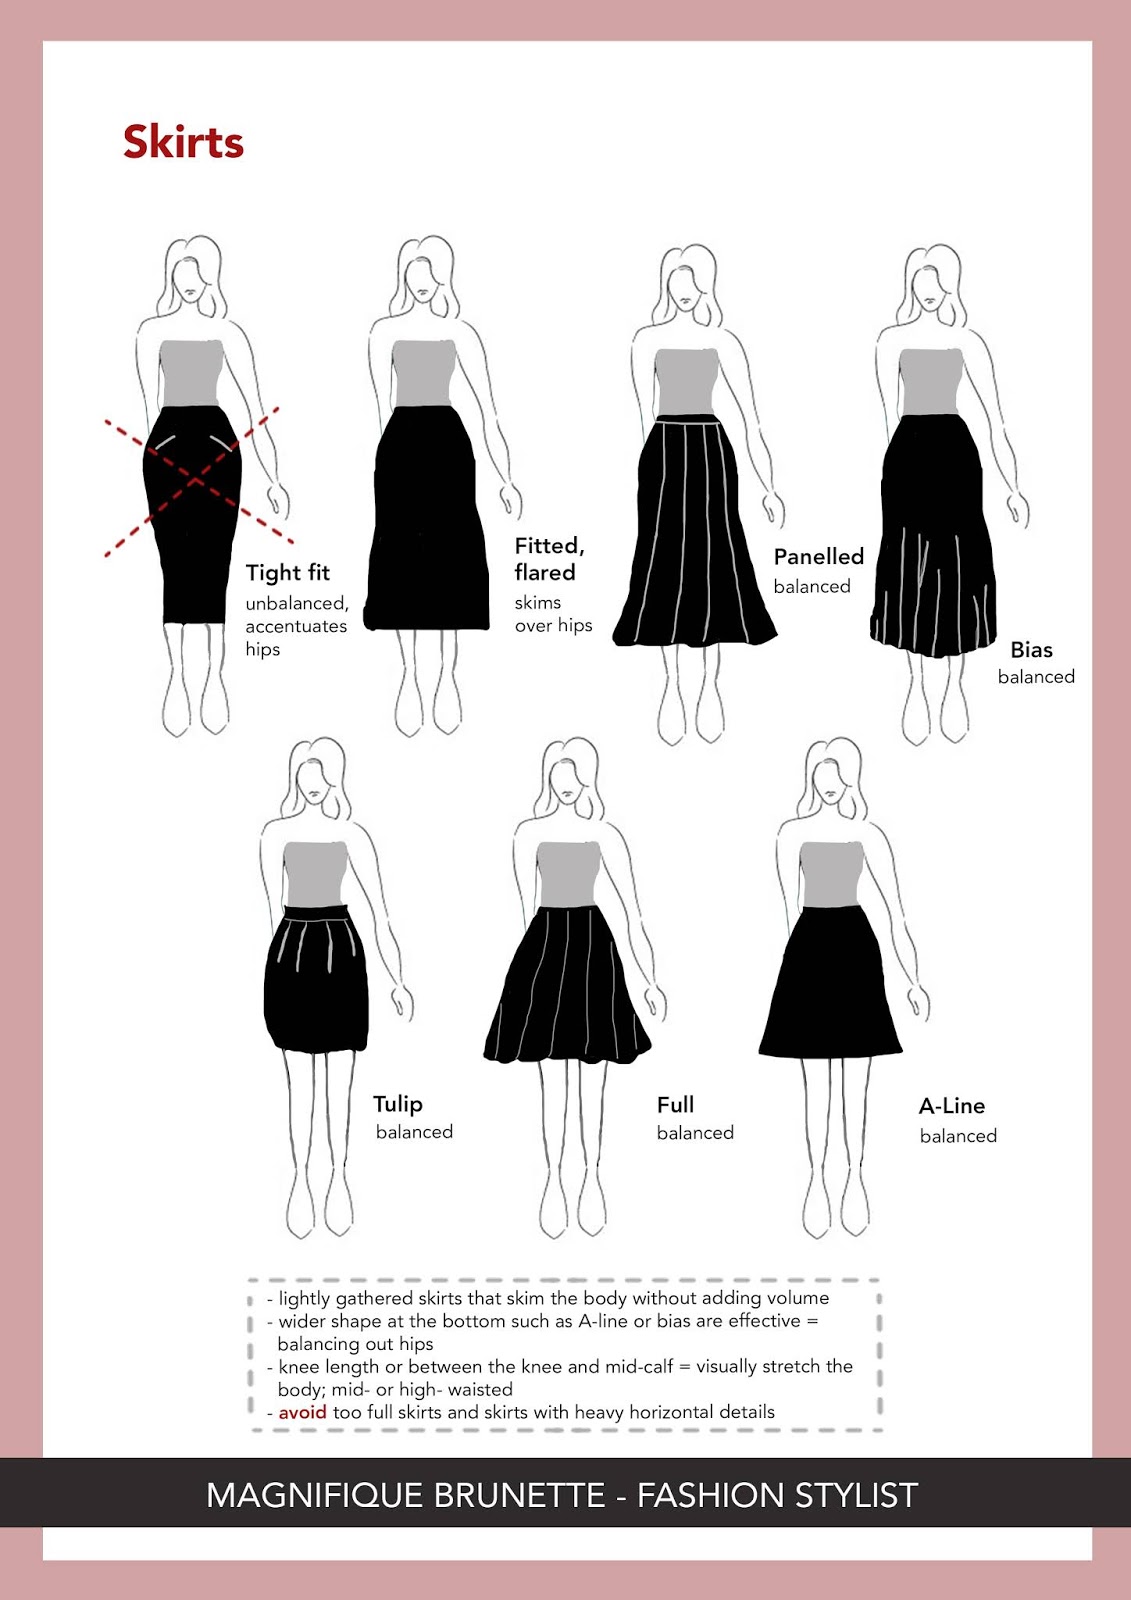 Skirts
Tight fit
unbalanced,
accentuates
hips
Fitted,
flared
skims
over hips
Panelled
balanced
Bias
balanced
Tulip
balanced
Full
balanced
A-Line
balanced
- lightly gathered skirts that skim the body without adding volume
- wider shape at the bottom such as A-line or bias are effective =
balancing out hips
- knee length or between the knee and mid-calf = visually stretch the
body; mid- or high- waisted
- avoid too full skirts and skirts with heavy horizontal details
MAGNIFIQUE BRUNETTE - FASHION STYLIST